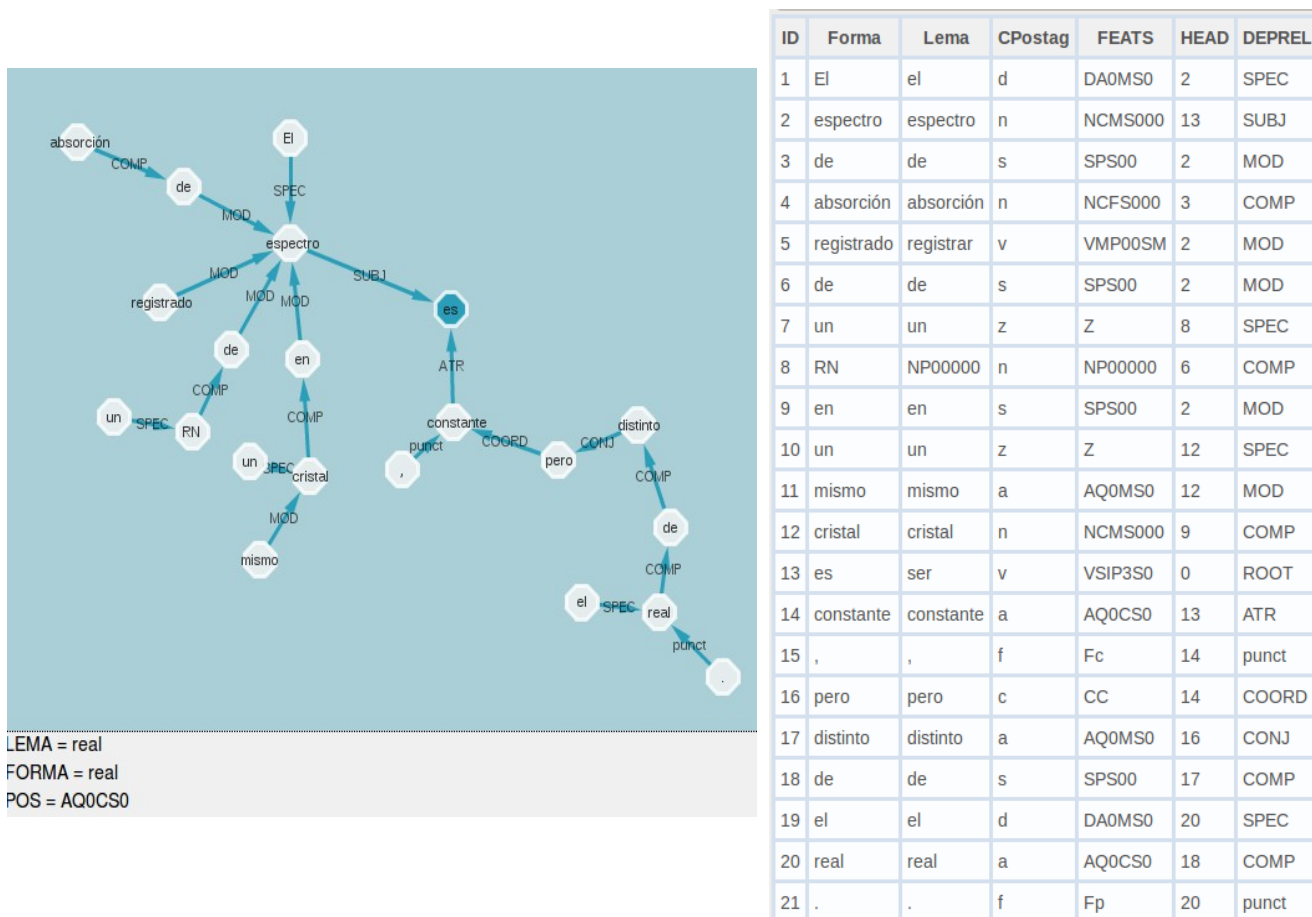 absorción
El
COMP
de
SPEC
MOD
espectro
MOD
SUBJ
registrado
MOD
MOD
es
de
en
ATR
COMP
COMP
un
SPEC
RN
constante
distinto
punct
COORD
CONJ
pero
un
SPEC
cristal
,
COMP
MOD
de
mismo
COMP
el
SPEC
real
punct
.
LEMA = real
FORMA = real
POS = AQ0CS0
ID Forma Lema CPostag FEATS HEAD DEPREL
1 El el d DA0MS0 2 SPEC
2 espectro espectro n NCMS000 13 SUBJ
3 de de s SPS00 2 MOD
4 absorción absorción n NCFS000 3 COMP
5 registrado registrar v VMP00SM 2 MOD
6 de de s SPS00 2 MOD
7 un un z Z 8 SPEC
8 RN NP00000 n NP00000 6 COMP
9 en en s SPS00 2 MOD
10 un un z Z 12 SPEC
11 mismo mismo a AQ0MS0 12 MOD
12 cristal cristal n NCMS000 9 COMP
13 es ser v VSIP3S0 0 ROOT
14 constante constante a AQ0CS0 13 ATR
15 , , f Fc 14 punct
16 pero pero c CC 14 COORD
17 distinto distinto a AQ0MS0 16 CONJ
18 de de s SPS00 17 COMP
19 el el d DA0MS0 20 SPEC
20 real real a AQ0CS0 18 COMP
21 . . f Fp 20 punct